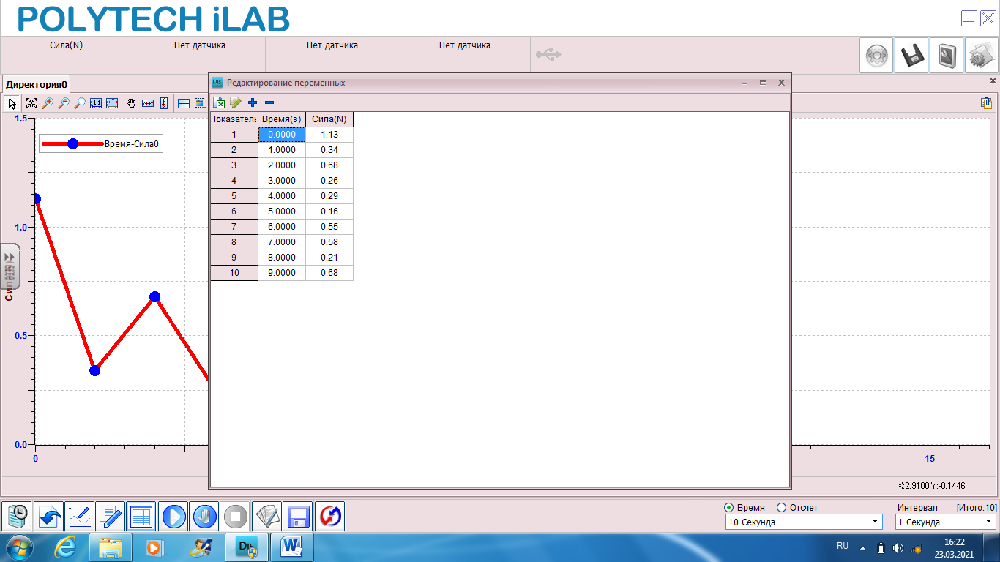 POLYTECH iLAB
Сила(N) Нет датчика Нет датчика Нет датчика
Директория0
Dis Редактирование переменных
1.5
Время-Сила0
1.0
0.5
0.0
0 15
Показатель Время(s) Сила(N)
1 0.0000 1.13
2 1.0000 0.34
3 2.0000 0.68
4 3.0000 0.26
5 4.0000 0.29
6 5.0000 0.16
7 6.0000 0.55
8 7.0000 0.58
9 8.0000 0.21
10 9.0000 0.68
X:2.9100 Y:-0.1446
Время Отсчет Интервал [Итого:10]
10 Секунда 1 Секунда
Dis W RU 16:22
23.03.2021